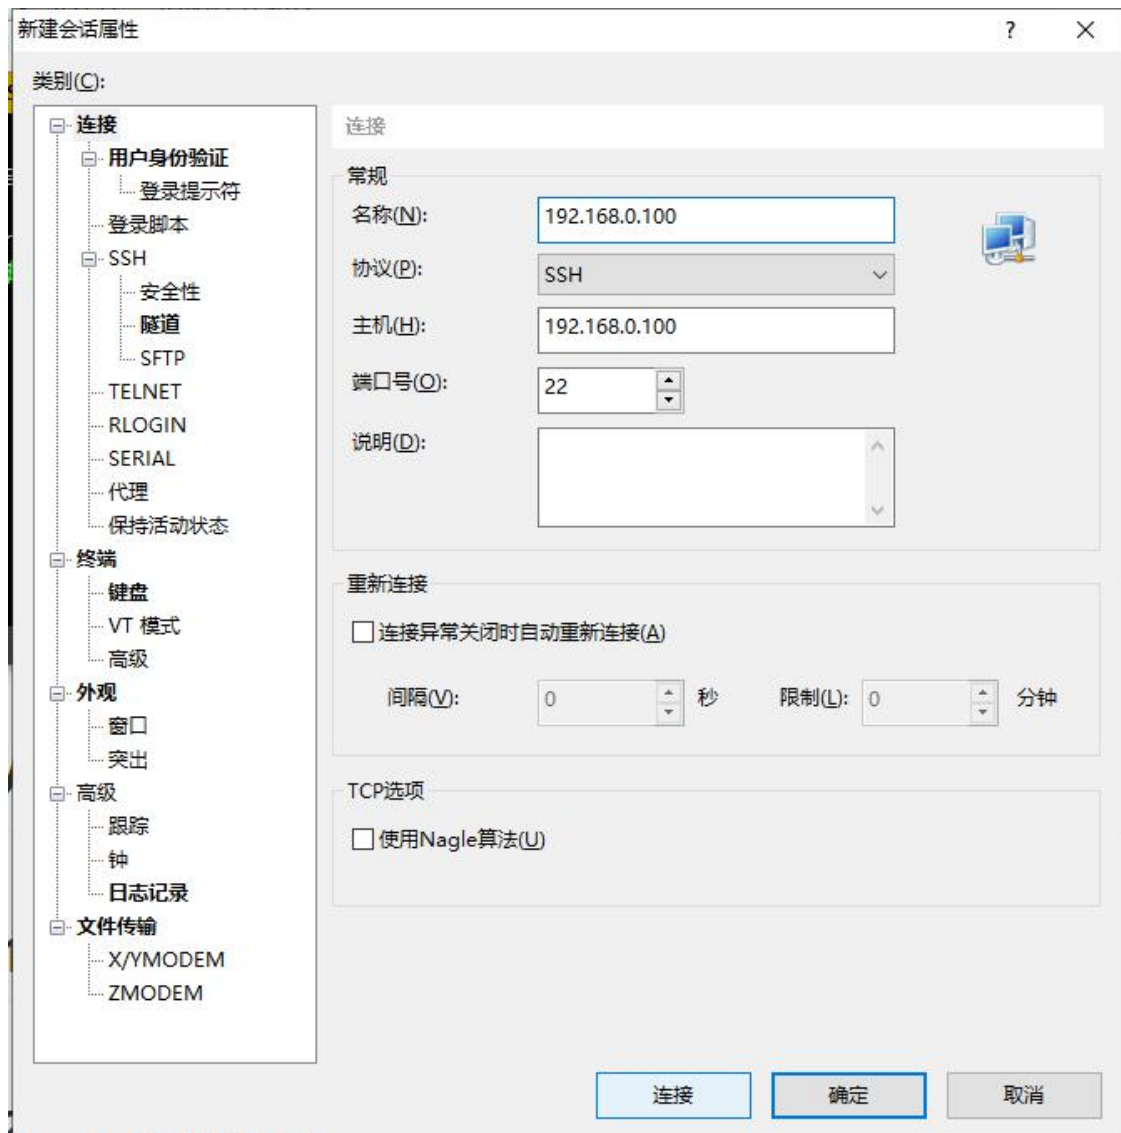 新建会话属性
?
类别(C):
连接
用户身份验证
登录提示符
登录脚本
SSH
安全性
隧道
SFTP
TELNET
RLOGIN
SERIAL
代理
保持活动状态
终端
键盘
VT 模式
高级
外观
窗口
突出
高级
跟踪
钟
日志记录
文件传输
X/YMODEM
ZMODEM
连接
常规
名称(N): 192.168.0.100
协议(P): SSH
主机(H): 192.168.0.100
端口号(O): 22
说明(D):
重新连接
连接异常关闭时自动重新连接(A)
间隔(V): 0 秒 限制(L): 0 分钟
TCP选项
使用Nagle算法(U)
连接 确定 取消